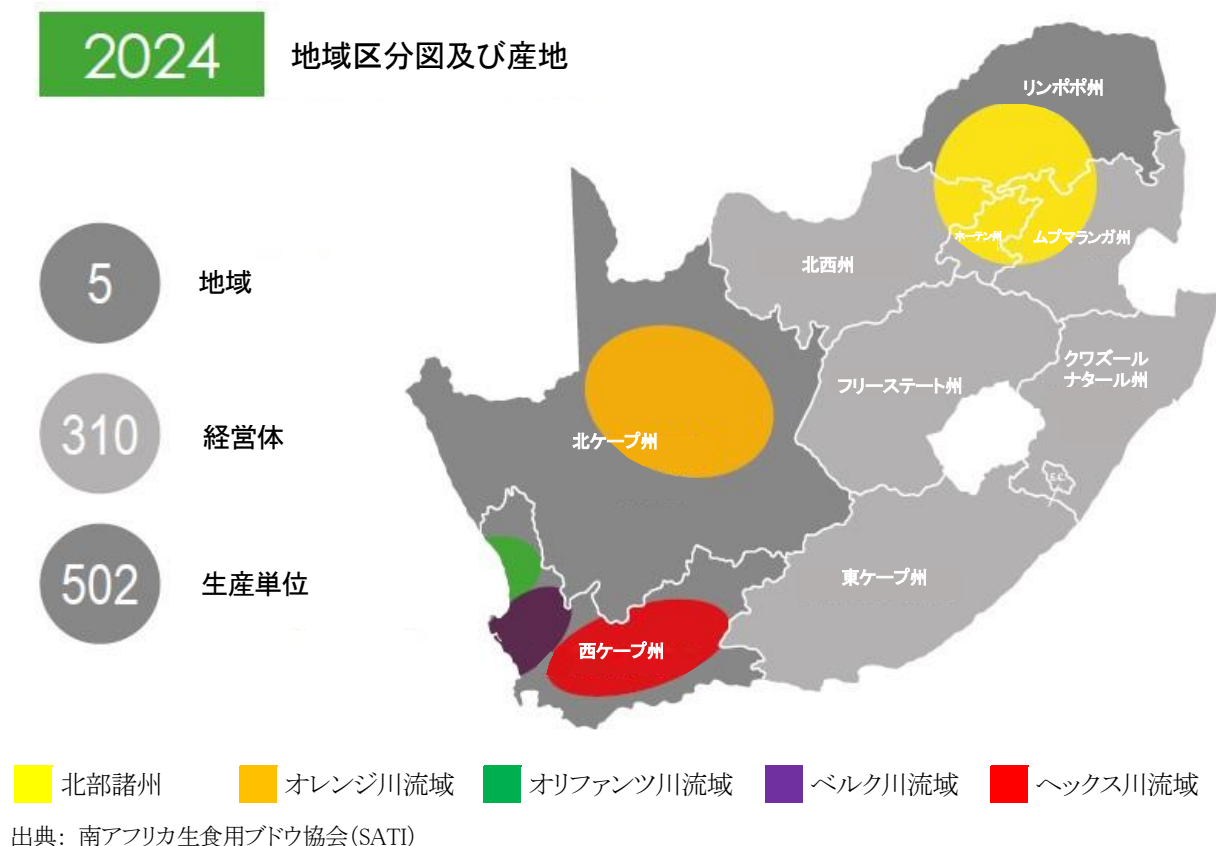 2024
地域区分図及び産地
5
地域
310
経営体
502
生産単位
リンポポ州
ホーテン州
ムプマランガ州
北西州
クワズール
ナタール州
フリーステート州
北ケープ州
E.C.
東ケープ州
西ケープ州
北部諸州
オレンジ川流域
オリファンツ川流域
ベルク川流域
ヘックス川流域
出典: 南アフリカ生食用ブドウ協会(SATI)